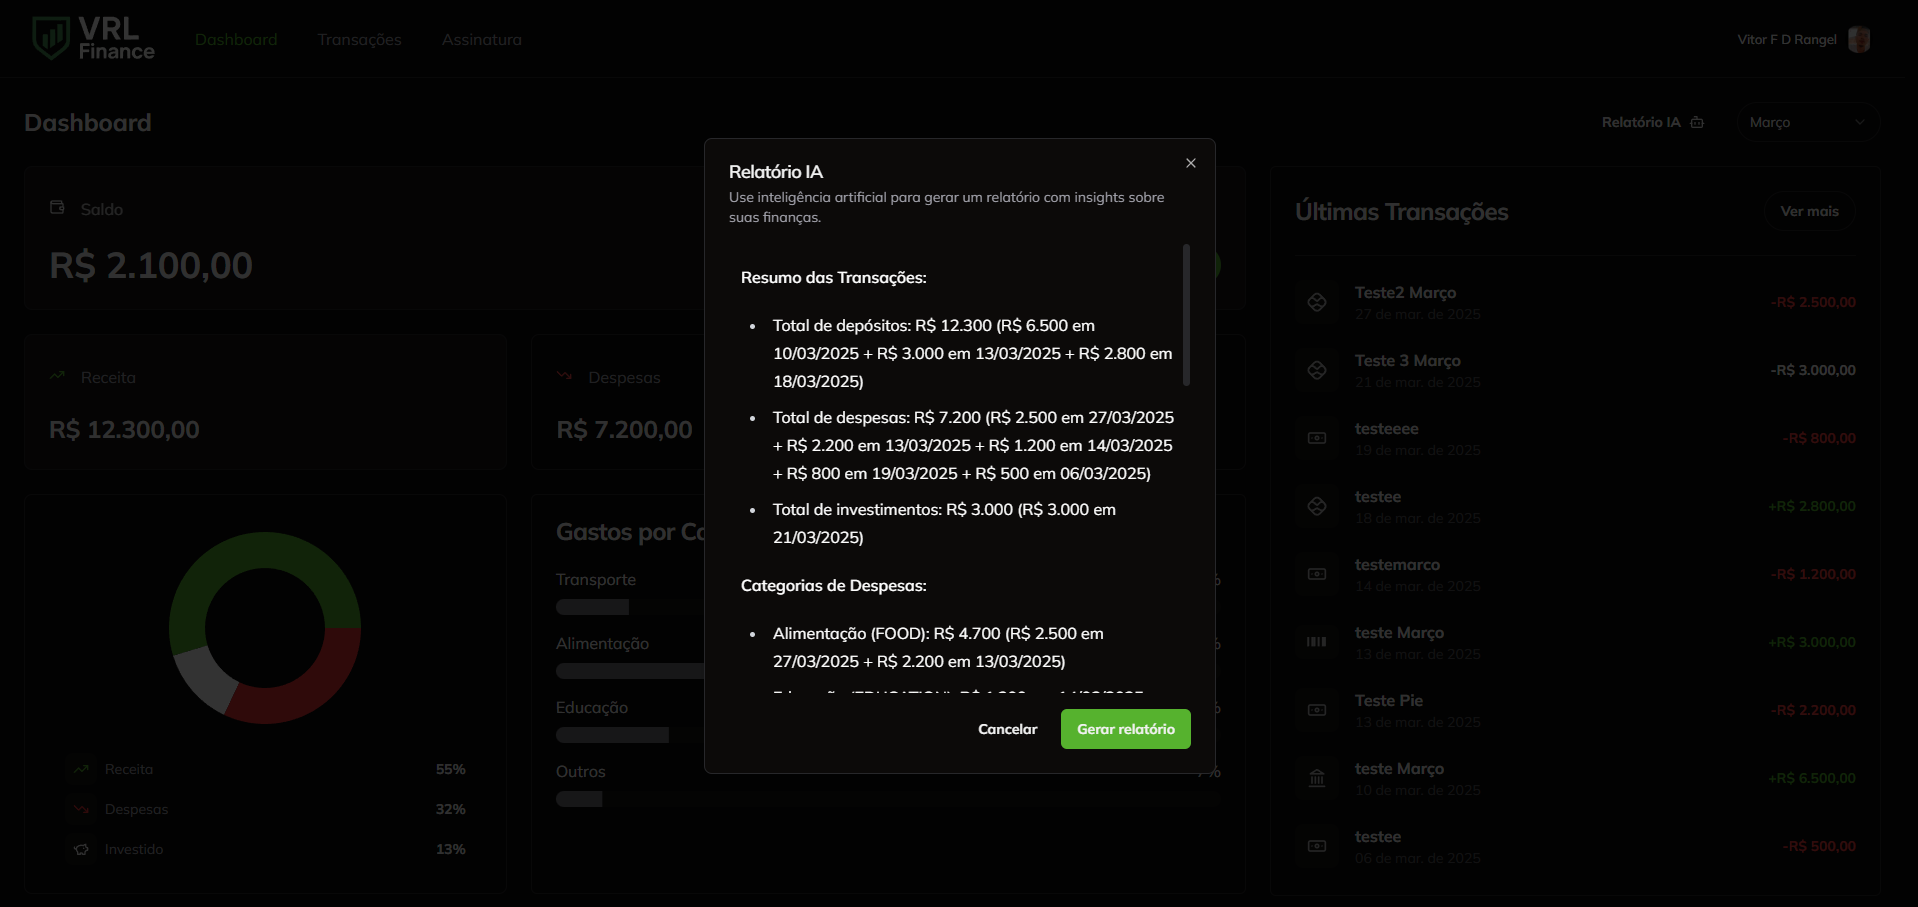 VRL
Finance
Dashboard
Transações
Assinatura
Vitor F D Rangel
Dashboard
Relatório IA
Março
Saldo
R$ 2.100,00
Receita
R$ 12.300,00
Despesas
R$ 7.200,00
Receita
55%
Despesas
32%
Investido
13%
Gastos por
Transporte
Alimentação
Educação
Outros
Relatório IA
Use inteligência artificial para gerar um relatório com insights sobre
suas finanças.
Resumo das Transações:
• Total de depósitos: R$ 12.300 (R$ 6.500 em
10/03/2025 + R$ 3.000 em 13/03/2025 + R$ 2.800 em
18/03/2025)
• Total de despesas: R$ 7.200 (R$ 2.500 em 27/03/2025
+ R$ 2.200 em 13/03/2025 + R$ 1.200 em 14/03/2025
+ R$ 800 em 19/03/2025 + R$ 500 em 06/03/2025)
• Total de investimentos: R$ 3.000 (R$ 3.000 em
21/03/2025)
Categorias de Despesas:
• Alimentação (FOOD): R$ 4.700 (R$ 2.500 em
27/03/2025 + R$ 2.200 em 13/03/2025)
Cancelar
Gerar relatório
Últimas Transações
Ver mais
Teste2 Março
27 de mar. de 2025
-R$ 2.500,00
Teste 3 Março
21 de mar. de 2025
-R$ 3.000,00
testeeee
19 de mar. de 2025
-R$ 800,00
testee
18 de mar. de 2025
+R$ 2.800,00
testemarco
14 de mar. de 2025
-R$ 1.200,00
teste Março
13 de mar. de 2025
+R$ 3.000,00
Teste Pie
13 de mar. de 2025
-R$ 2.200,00
teste Março
10 de mar. de 2025
+R$ 6.500,00
testee
06 de mar. de 2025
-R$ 500,00